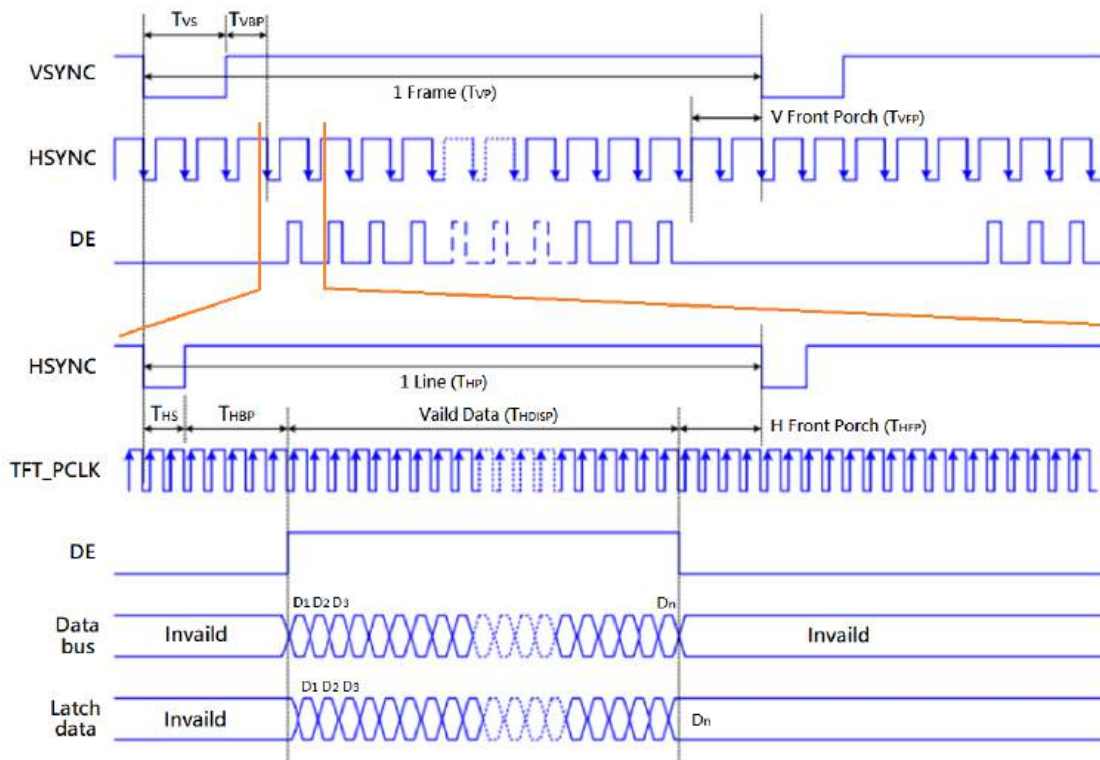 TVS TVBP
VSYNC
1 Frame (TVP)
V Front Porch (TVFP)
HSYNC
DE
HSYNC
1 Line (THP)
THS THBP Vaild Data (THDISP) H Front Porch (THFP)
TFT_PCLK
DE
D1 D2 D3 Dn
Data
bus
Invaild Invaild
D1 D2 D3
Latch
data
Invaild Dn